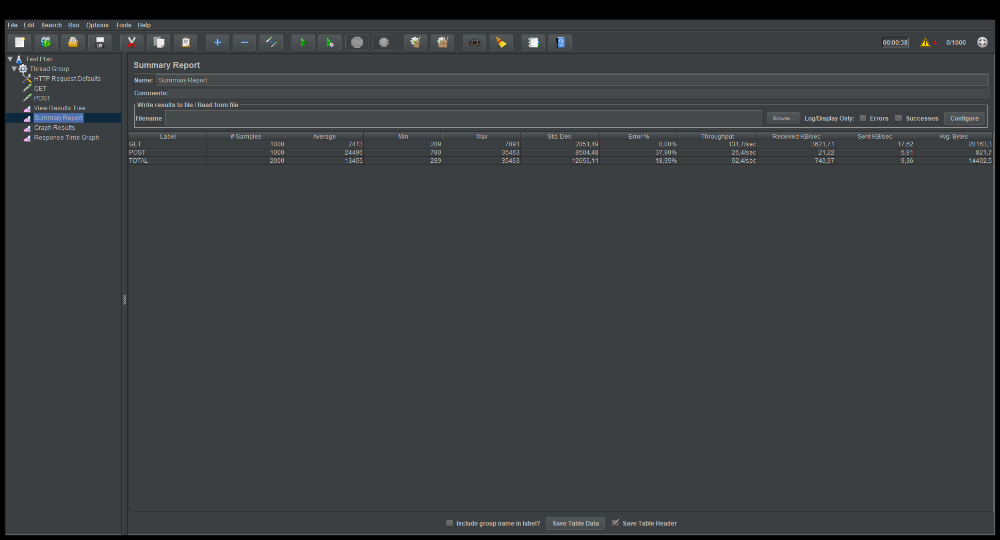 File Edit Search Run Options Tools Help
STOP
00:00:38 4 0/1000
Test Plan
Thread Group
HTTP Request Defaults
GET
POST
View Results Tree
Summary Report
Graph Results
Response Time Graph
Summary Report
Name: Summary Report
Comments:
Write results to file / Read from file
Filename Browse... Log/Display Only: Errors Successes Configure
Label # Samples Average Min Max Std. Dev. Error % Throughput Received KB/sec Sent KB/sec Avg. Bytes
GET 1000 2413 289 7091 2051,49 0,00% 131,7/sec 3621,71 17,62 28163,3
POST 1000 24496 780 35463 8504,48 37,90% 26,4/sec 21,22 5,91 821,7
TOTAL 2000 13455 289 35463 12656,11 18,95% 52,4/sec 740,97 9,36 14492,5
Include group name in label? Save Table Data Save Table Header